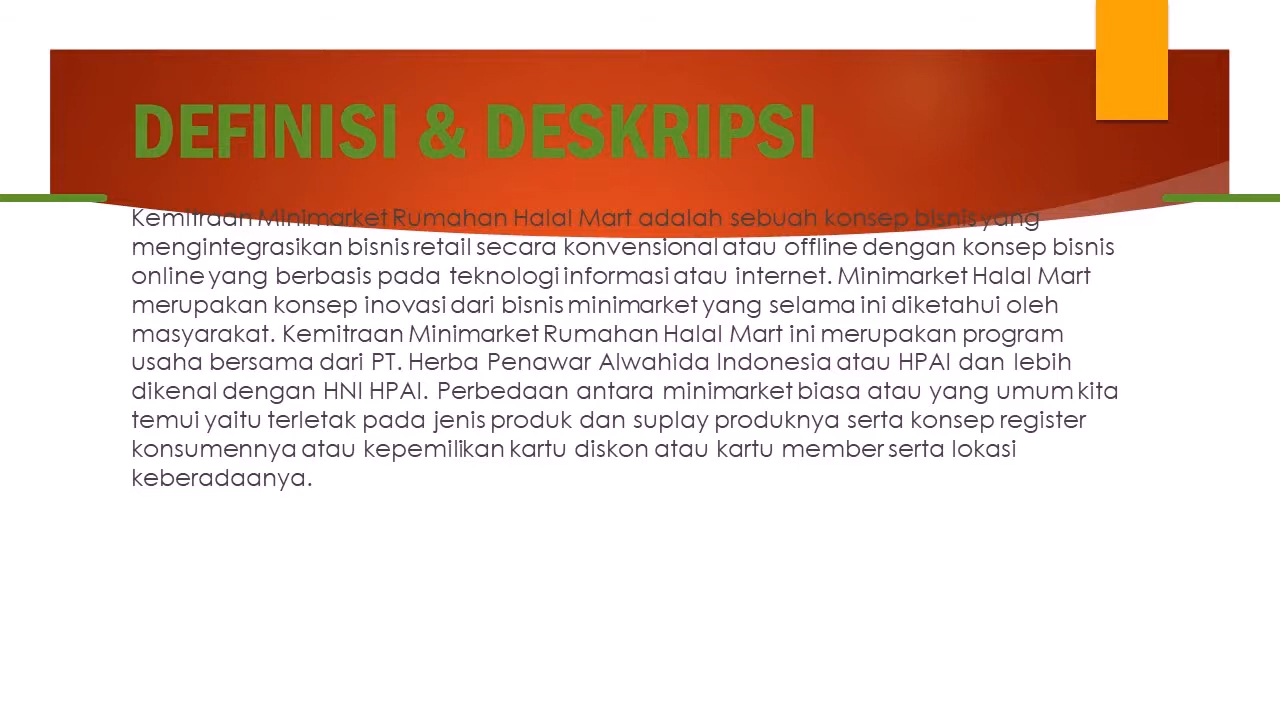 DEFINISI & DESKRIPSI
Kemitraan Minimarket Rumahan Halal Mart adalah sebuah konsep bisnis yang
mengintegrasikan bisnis retail secara konvensional atau offline dengan konsep bisnis
online yang berbasis pada teknologi informasi atau internet. Minimarket Halal Mart
merupakan konsep inovasi dari bisnis minimarket yang selama ini diketahui oleh
masyarakat. Kemitraan Minimarket Rumahan Halal Mart ini merupakan program
usaha bersama dari PT. Herba Penawar Alwahida Indonesia atau HPAI dan lebih
dikenal dengan HNI HPAI. Perbedaan antara minimarket biasa atau yang umum kita
temui yaitu terletak pada jenis produk dan suplay produknya serta konsep register
konsumennya atau kepemilikan kartu diskon atau kartu member serta lokasi
keberadaanya.